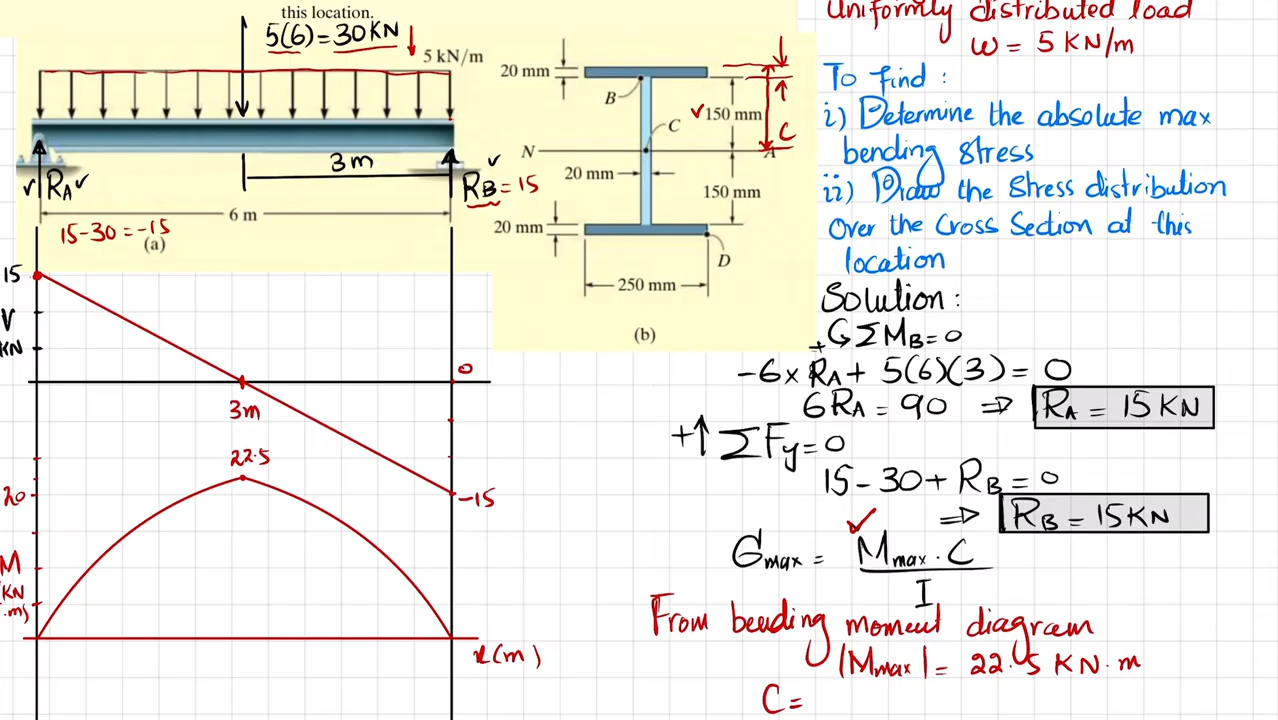 this location.
5(6) = 30KN
5 kN/m
RA
3m
RB = 15
6 m
15-30 = -15
(a)
20 mm
B
150 mm
C
C
N
A
20 mm
150 mm
20 mm
D
250 mm
(b)
15
V
KN
0
3m
-15
22.5
20
M
KN
.m
x(m)
Uniformly distributed load
w = 5 KN/m
To find :
i) Determine the absolute max
bending stress
ii) Draw the stress distribution
Over the Cross Section at this
location
Solution :
+ ΣMB = 0
-6 x RA + 5(6)(3) = 0
6RA = 90 ⇒ RA = 15 KN
+↑ ΣFy = 0
15 - 30 + RB = 0
⇒ RB = 15KN
σmax = Mmax . C
I
From bending moment diagram
|Mmax| = 22.5 KN.m
C =